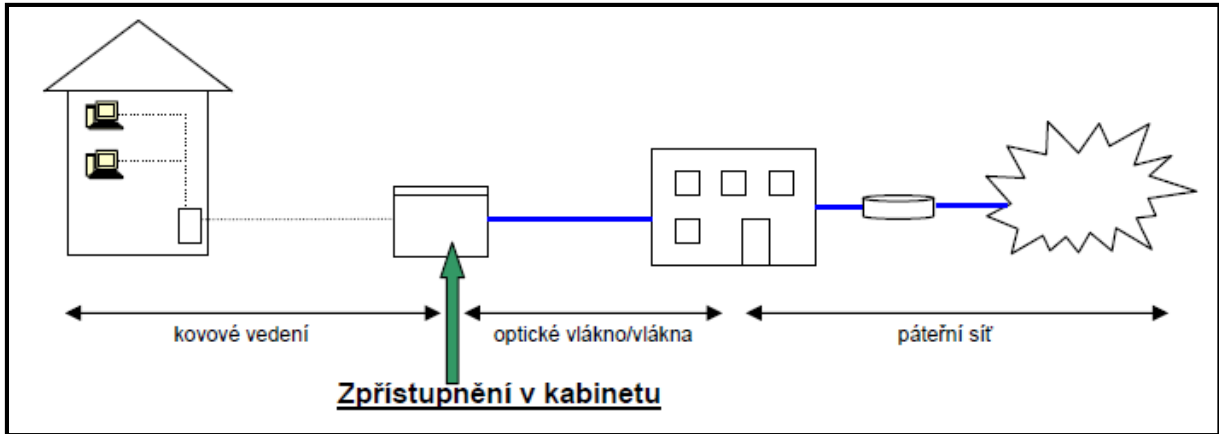 kovové vedení
optické vlákno/vlákna
páteřní síť
Zpřístupnění v kabinetu